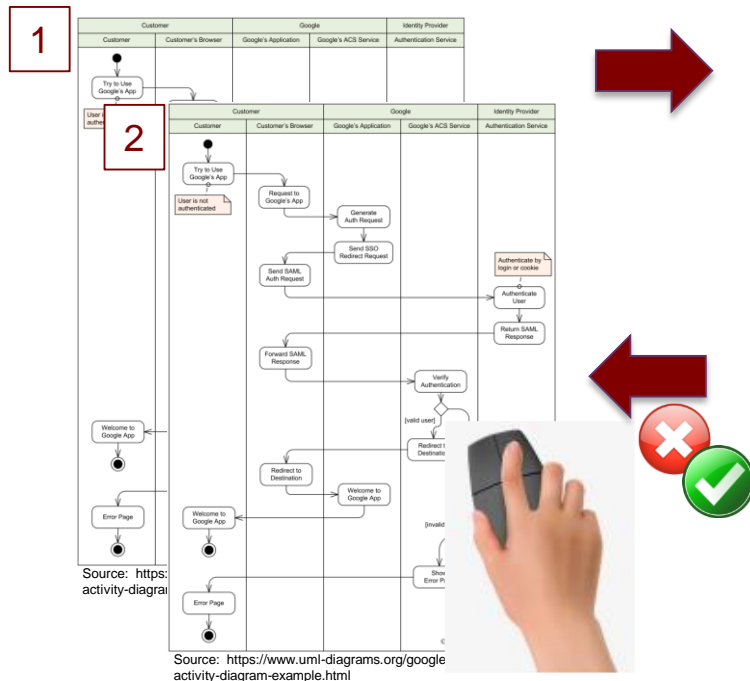 1
Customer
Google
Identity Provider
Customer
Customer's Browser
Google's Application
Google's ACS Service
Authentication Service
Try to Use
Google's App
Welcome to
Google App
Error Page
Source: https:
activity-diagra
2
Customer
Google
Identity Provider
Customer
Customer's Browser
Google's Application
Google's ACS Service
Authentication Service
Try to Use
Google's App
User is not
authenticated
Request to
Google's App
Generate
Auth Request
Send SSO
Redirect Request
Send SAML
Auth Request
Authenticate by
login or cookie
Authenticate
User
Return SAML
Response
Forward SAML
Response
Verify
Authentication
[valid user]
Redirect
Destina
Redirect to
Destination
Welcome to
Google App
Welcome to
Google App
[invalid
Show
Error
Error Page
Source: https://www.uml-diagrams.org/google
activity-diagram-example.html